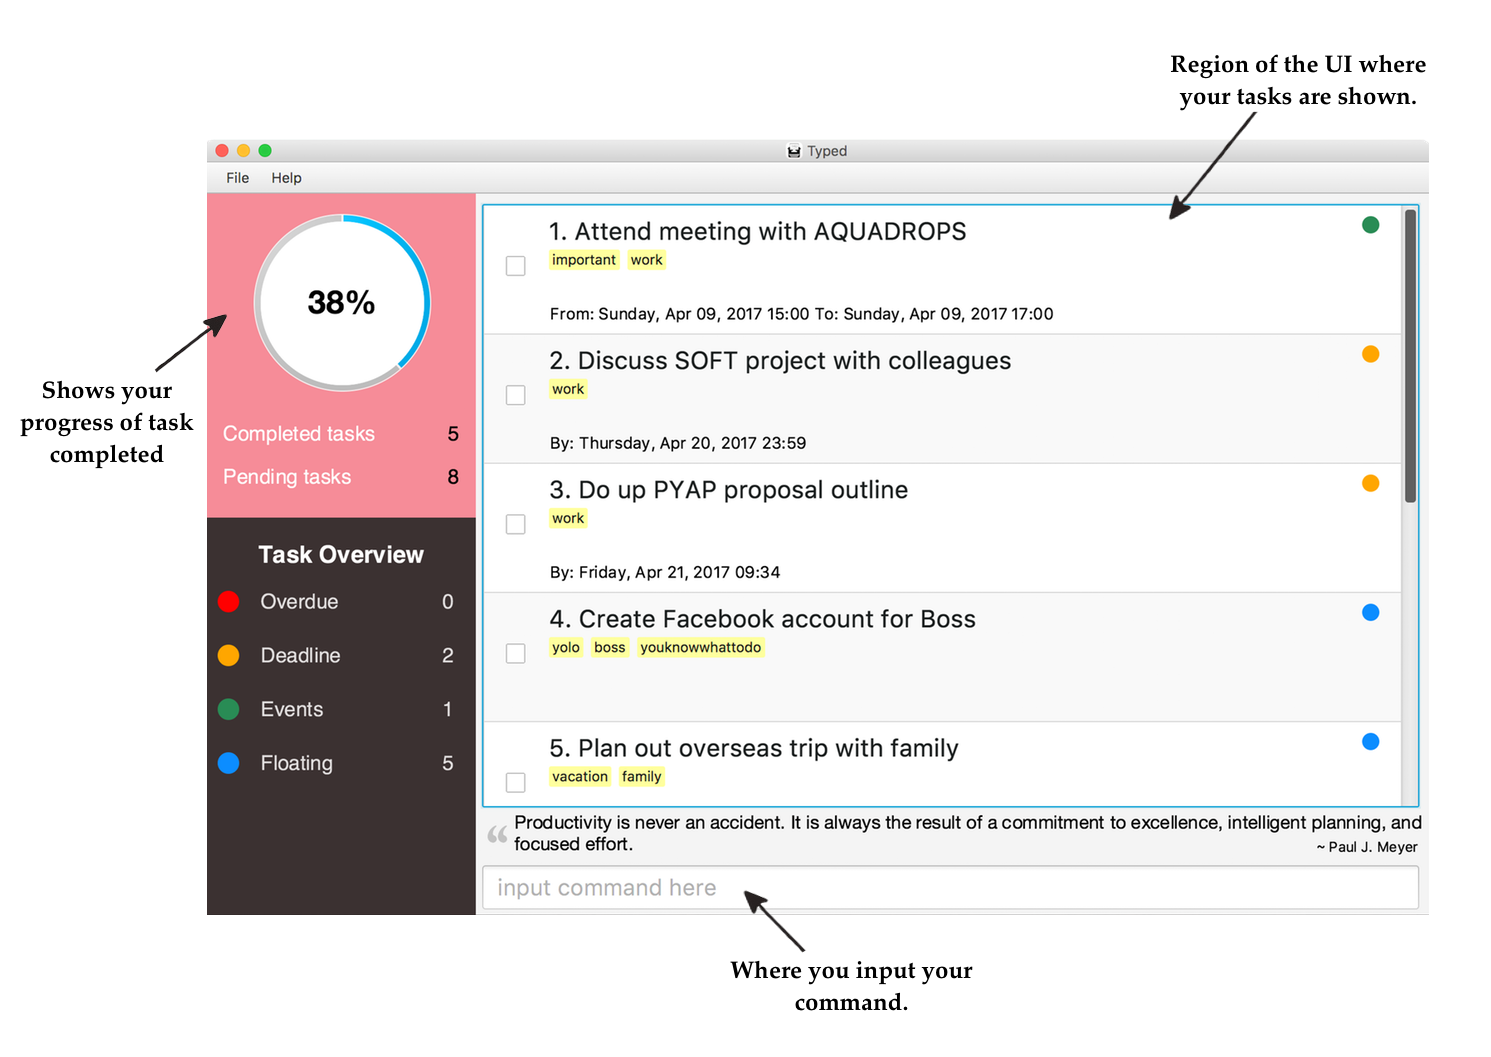 Region of the UI where
your tasks are shown.
Typed
File Help
38%
Shows your
progress of task
completed
Completed tasks 5
Pending tasks 8
Task Overview
Overdue 0
Deadline 2
Events 1
Floating 5
1. Attend meeting with AQUADROPS
important work
From: Sunday, Apr 09, 2017 15:00 To: Sunday, Apr 09, 2017 17:00
2. Discuss SOFT project with colleagues
work
By: Thursday, Apr 20, 2017 23:59
3. Do up PYAP proposal outline
work
By: Friday, Apr 21, 2017 09:34
4. Create Facebook account for Boss
yolo boss youknowwhattodo
5. Plan out overseas trip with family
vacation family
“ Productivity is never an accident. It is always the result of a commitment to excellence, intelligent planning, and
focused effort.
~ Paul J. Meyer
input command here
Where you input your
command.